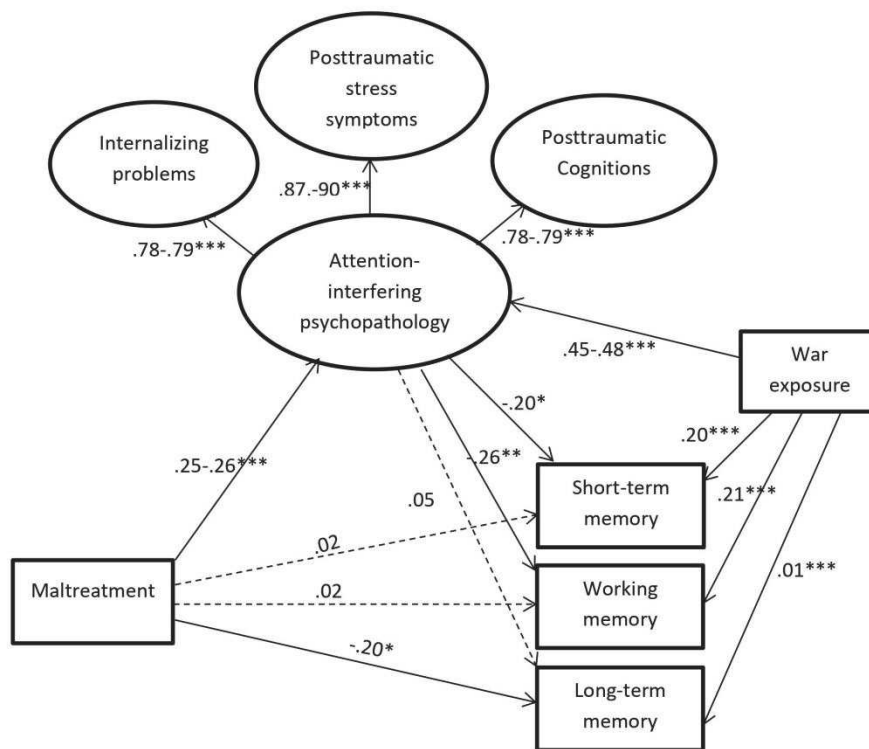 Posttraumatic
stress
symptoms
Internalizing
problems
Posttraumatic
Cognitions
.87.-90***
.78-.79***
.78-.79***
Attention-
interfering
psychopathology
.45-.48***
War
exposure
-.20*
.20***
.25-.26***
-.26**
Short-term
memory
.21***
.05
.02
Maltreatment
.02
Working
memory
.01***
-.20*
Long-term
memory